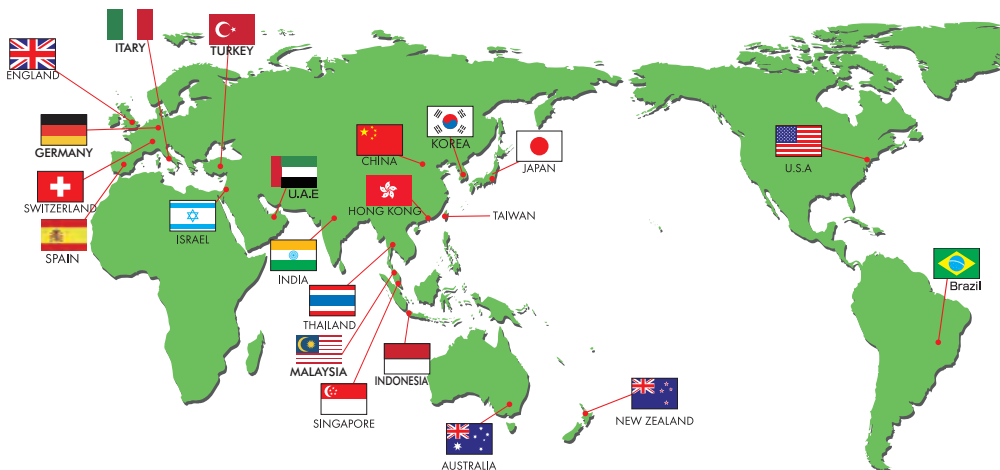 ITARY
TURKEY
ENGLAND
GERMANY
CHINA
KOREA
JAPAN
U.S.A
SWITZERLAND
U.A.E
HONG KONG
TAIWAN
ISRAEL
SPAIN
INDIA
Brazil
THAILAND
MALAYSIA
INDONESIA
SINGAPORE
NEW ZEALAND
AUSTRALIA